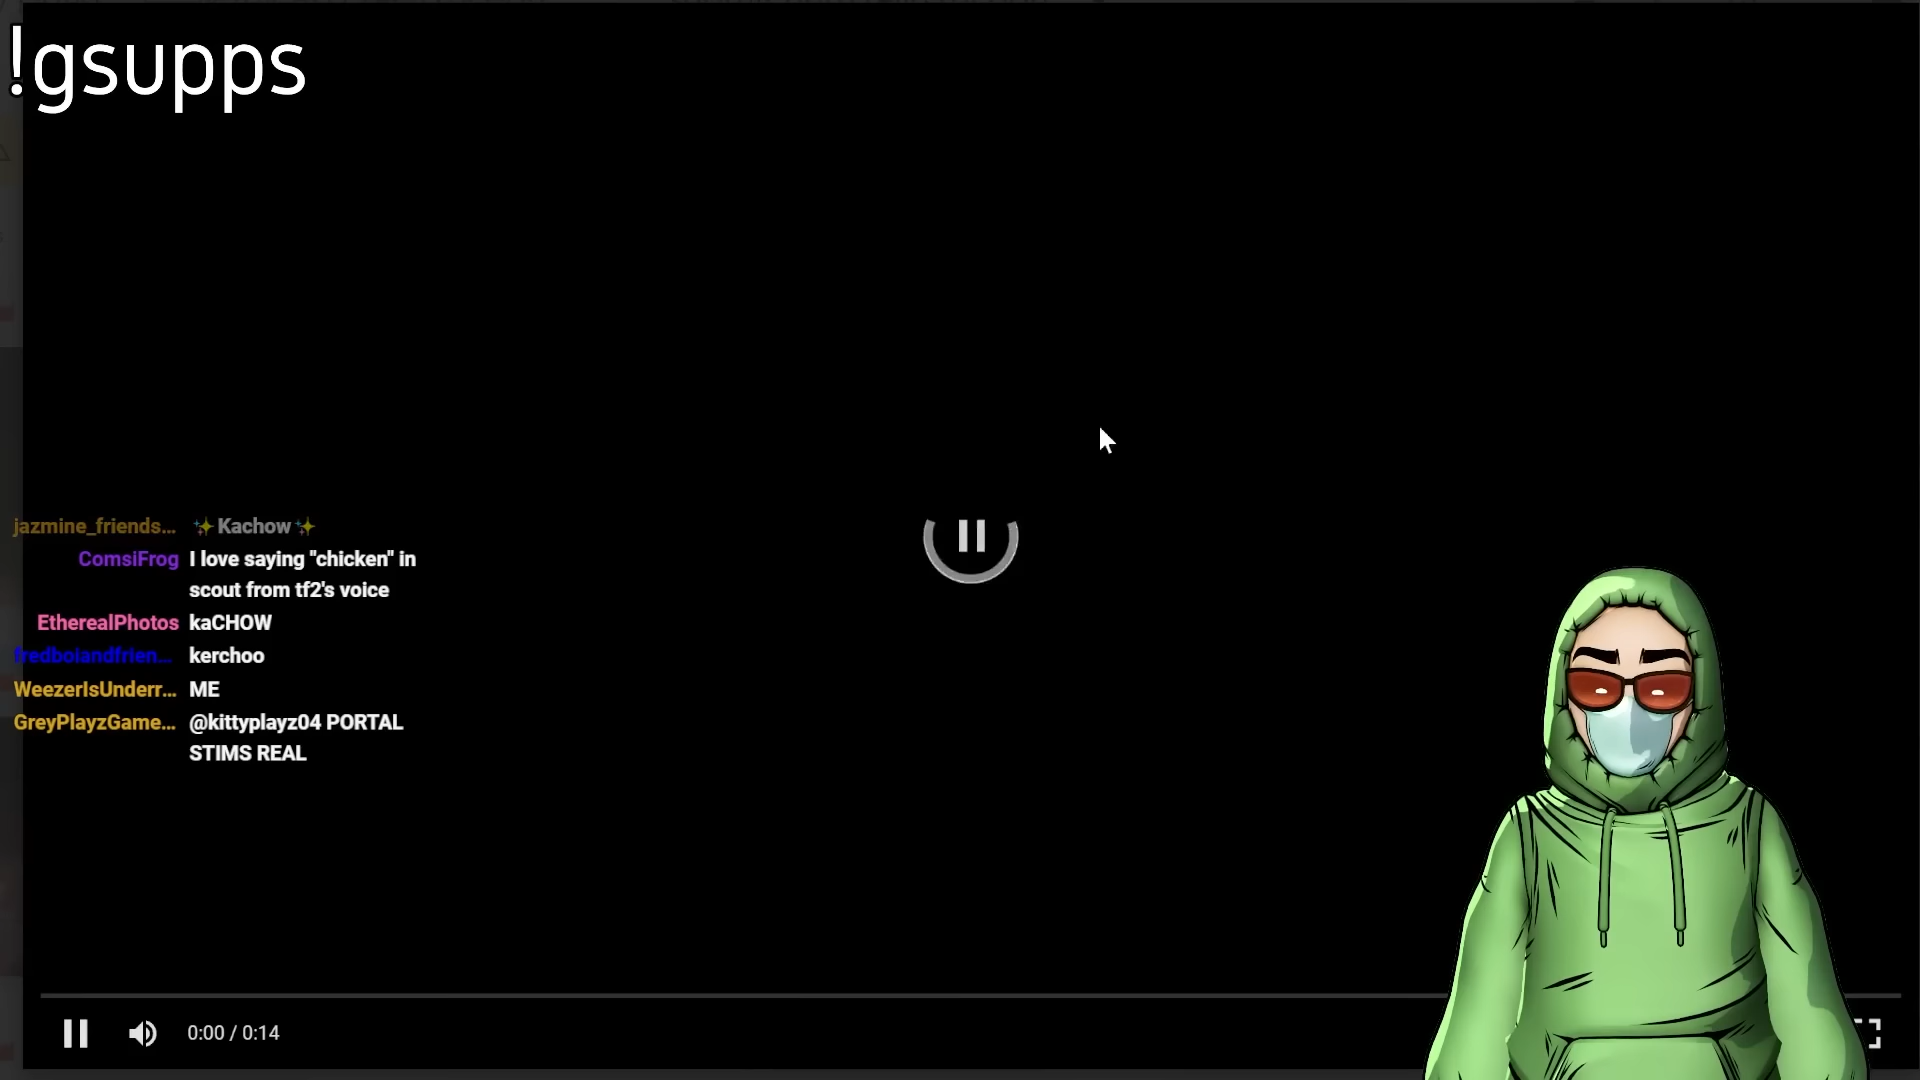 !gsupps
jazmine_friends... ✨Kachow✨
ComsiFrog I love saying "chicken" in
scout from tf2's voice
EtherealPhotos kaCHOW
fredboiandfrien... kerchoo
WeezerIsUnderr... ME
GreyPlayzGame... @kittyplayz04 PORTAL
STIMS REAL
0:00 / 0:14